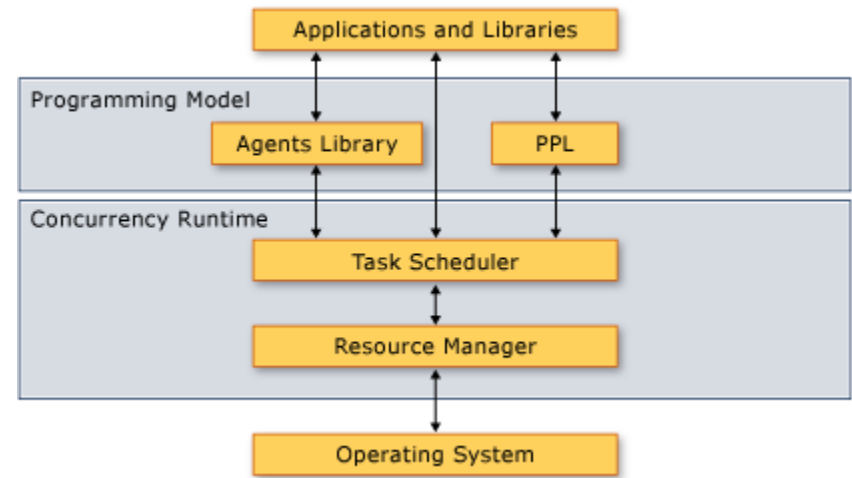 Applications and Libraries
Programming Model
Agents Library
PPL
Concurrency Runtime
Task Scheduler
Resource Manager
Operating System